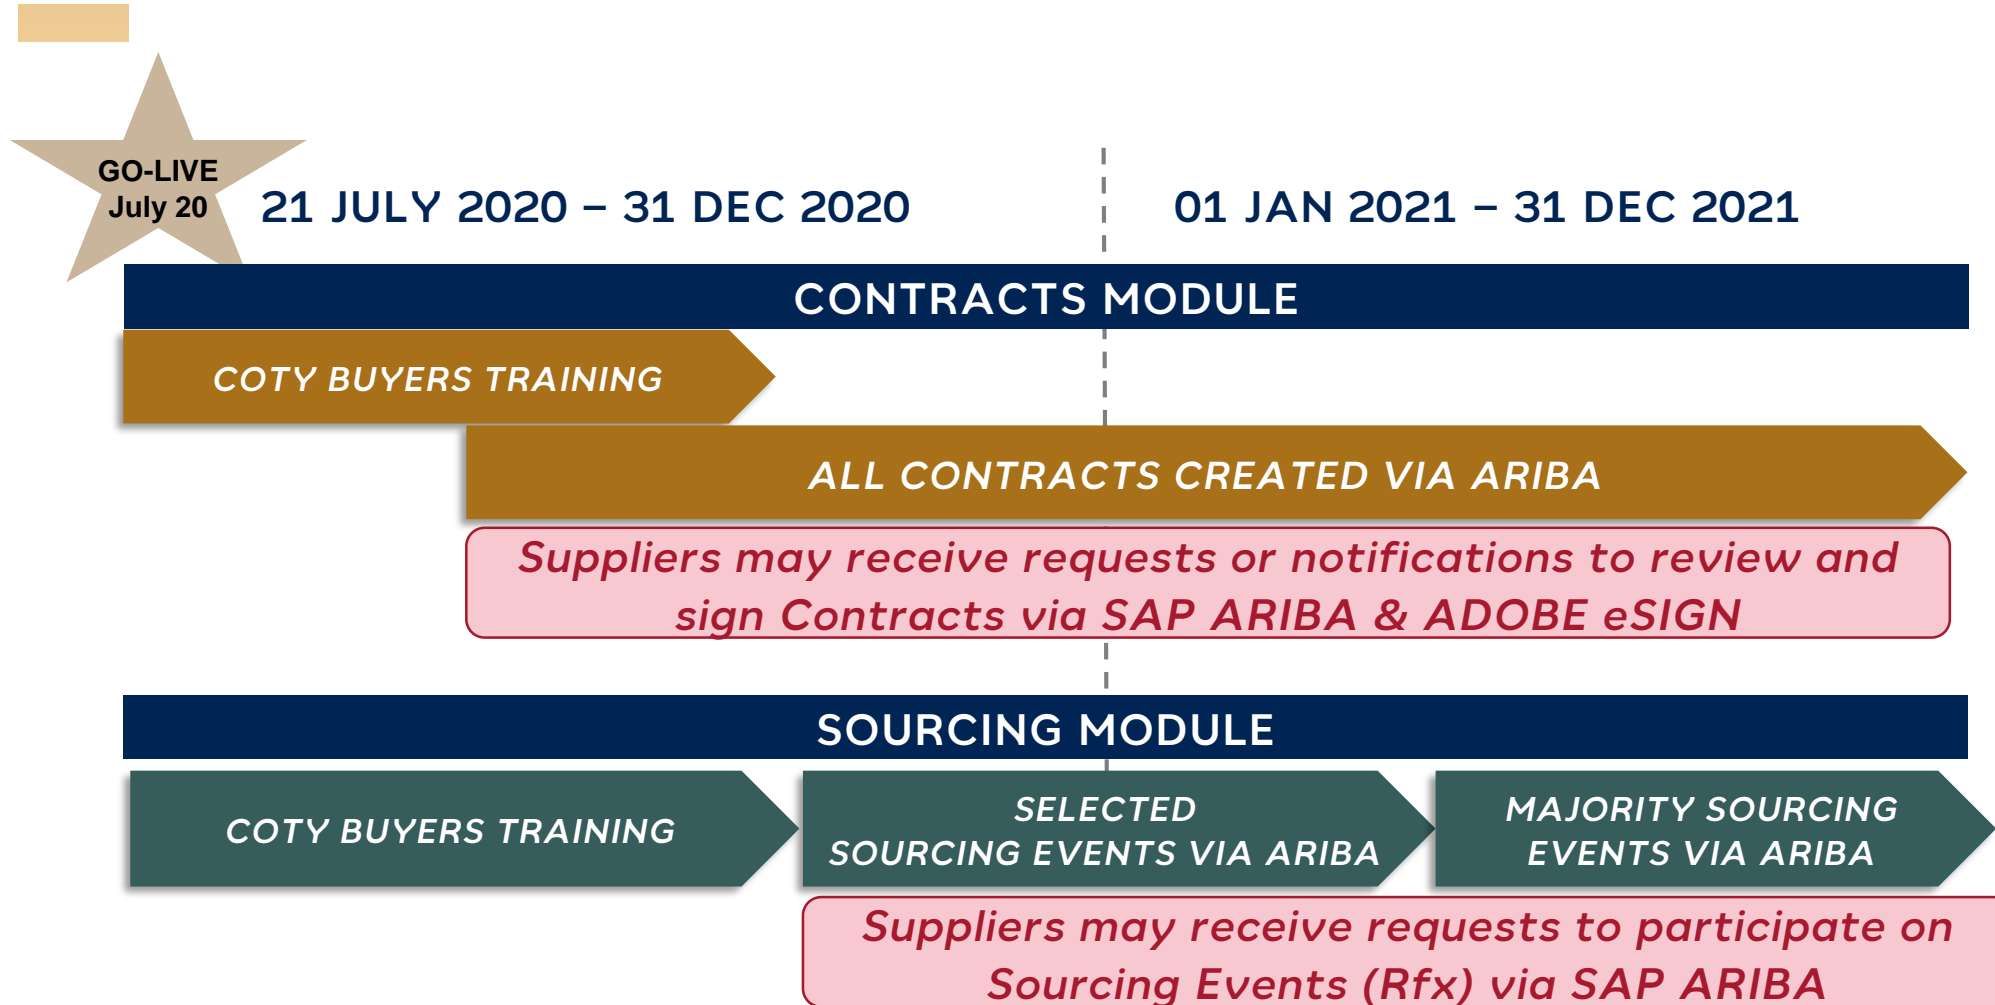 GO-LIVE
July 20
21 JULY 2020 – 31 DEC 2020
01 JAN 2021 – 31 DEC 2021
CONTRACTS MODULE
COTY BUYERS TRAINING
ALL CONTRACTS CREATED VIA ARIBA
Suppliers may receive requests or notifications to review and
sign Contracts via SAP ARIBA & ADOBE eSIGN
SOURCING MODULE
COTY BUYERS TRAINING
SELECTED
SOURCING EVENTS VIA ARIBA
MAJORITY SOURCING
EVENTS VIA ARIBA
Suppliers may receive requests to participate on
Sourcing Events (Rfx) via SAP ARIBA